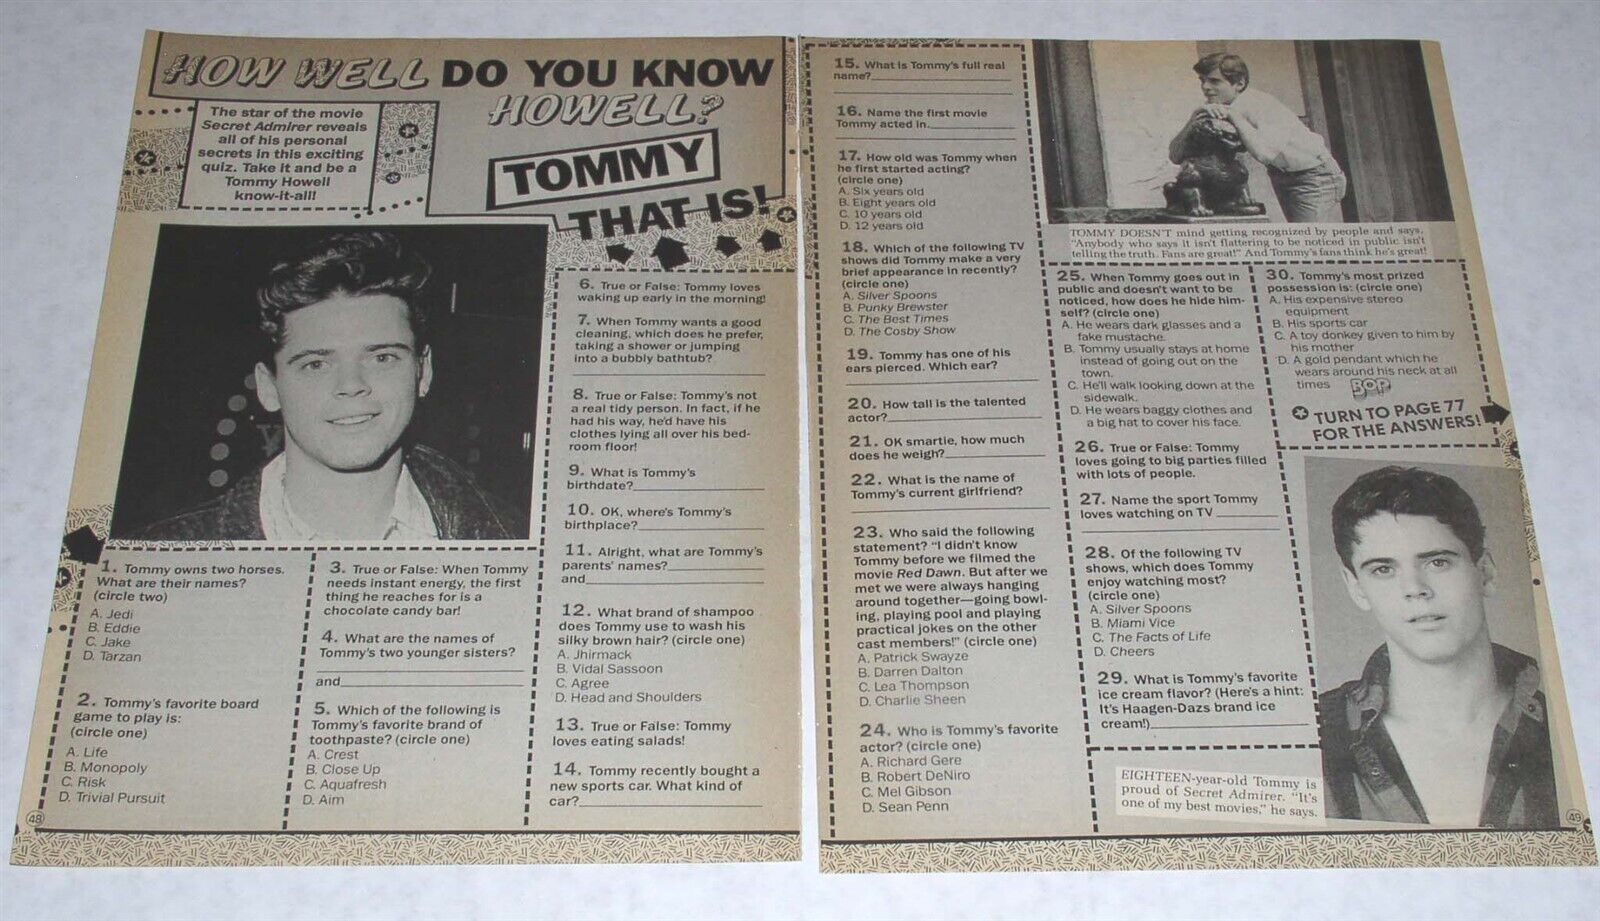 HOW WELL DO YOU KNOW
HOWELL?
TOMMY
THAT IS!
The star of the movie
Secret Admirer reveals
all of his personal
secrets in this exciting
quiz. Take it and be a
Tommy Howell
know-it-all!
1. Tommy owns two horses.
What are their names?
(circle two)
A. Jedi
B. Eddie
C. Jake
D. Tarzan
2. Tommy's favorite board
game to play is:
(circle one)
A. Life
B. Monopoly
C. Risk
D. Trivial Pursuit
3. True or False: When Tommy
needs instant energy, the first
thing he reaches for is a
chocolate candy bar!
4. What are the names of
Tommy's two younger sisters?
and
5. Which of the following is
Tommy's favorite brand of
toothpaste? (circle one)
A. Crest
B. Close Up
C. Aquafresh
D. Aim
6. True or False: Tommy loves
waking up early in the morning!
7. When Tommy wants a good
cleaning, which does he prefer,
taking a shower or jumping
into a bubbly bathtub?
8. True or False: Tommy's not
a real tidy person. In fact, if he
had his way, he'd have his
clothes lying all over his bed-
room floor!
9. What is Tommy's
birthdate?
10. OK, where's Tommy's
birthplace?
11. Alright, what are Tommy's
parents' names?
and
12. What brand of shampoo
does Tommy use to wash his
silky brown hair? (circle one)
A. Jhirmack
B. Vidal Sassoon
C. Agree
D. Head and Shoulders
13. True or False: Tommy
loves eating salads!
14. Tommy recently bought a
new sports car. What kind of
car?
48
15. What is Tommy's full real
name?
16. Name the first movie
Tommy acted in.
17. How old was Tommy when
he first started acting?
(circle one)
A. Six years old
B. Eight years old
C. 10 years old
D. 12 years old
18. Which of the following TV
shows did Tommy make a very
brief appearance in recently?
(circle one)
A. Silver Spoons
B. Punky Brewster
C. The Best Times
D. The Cosby Show
19. Tommy has one of his
ears pierced. Which ear?
20. How tall is the talented
actor?
21. OK smartie, how much
does he weigh?
22. What is the name of
Tommy's current girlfriend?
23. Who said the following
statement? "I didn't know
Tommy before we filmed the
movie Red Dawn. But after we
met we were always hanging
around together—going bowl-
ing, playing pool and playing
practical jokes on the other
cast members!" (circle one)
A. Patrick Swayze
B. Darren Dalton
C. Lea Thompson
D. Charlie Sheen
24. Who is Tommy's favorite
actor? (circle one)
A. Richard Gere
B. Robert DeNiro
C. Mel Gibson
D. Sean Penn
TOMMY DOESN'T mind getting recognized by people and says,
"Anybody who says it isn't flattering to be noticed in public isn't
telling the truth. Fans are great!" And Tommy's fans think he's great!
25. When Tommy goes out in
public and doesn't want to be
noticed, how does he hide him-
self? (circle one)
A. He wears dark glasses and a
fake mustache.
B. Tommy usually stays at home
instead of going out on the
town.
C. He'll walk looking down at the
sidewalk.
D. He wears baggy clothes and
a big hat to cover his face.
26. True or False: Tommy
loves going to big parties filled
with lots of people.
27. Name the sport Tommy
loves watching on TV
28. Of the following TV
shows, which does Tommy
enjoy watching most?
(circle one)
A. Silver Spoons
B. Miami Vice
C. The Facts of Life
D. Cheers
29. What is Tommy's favorite
ice cream flavor? (Here's a hint:
It's Haagen-Dazs brand ice
cream!)
30. Tommy's most prized
possession is: (circle one)
A. His expensive stereo
equipment
B. His sports car
C. A toy donkey given to him by
his mother
D. A gold pendant which he
wears around his neck at all
times BOP
TURN TO PAGE 77
FOR THE ANSWERS!
EIGHTEEN-year-old Tommy is
proud of Secret Admirer. "It's
one of my best movies," he says.
49